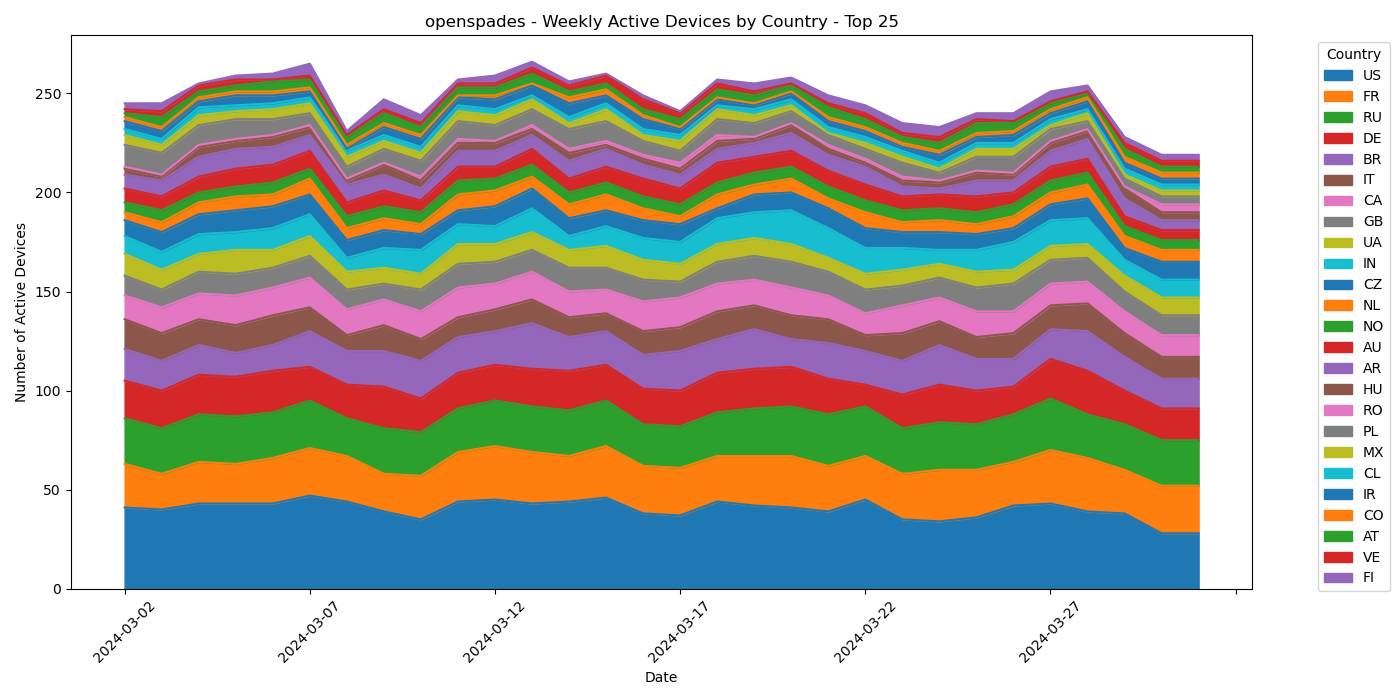 openspades - Weekly Active Devices by Country - Top 25
Number of Active Devices
250
200
150
100
50
0
2024-03-02
2024-03-07
2024-03-12
2024-03-17
2024-03-22
2024-03-27
Date
Country
US
FR
RU
DE
BR
IT
CA
GB
UA
IN
CZ
NL
NO
AU
AR
HU
RO
PL
MX
CL
IR
CO
AT
VE
FI